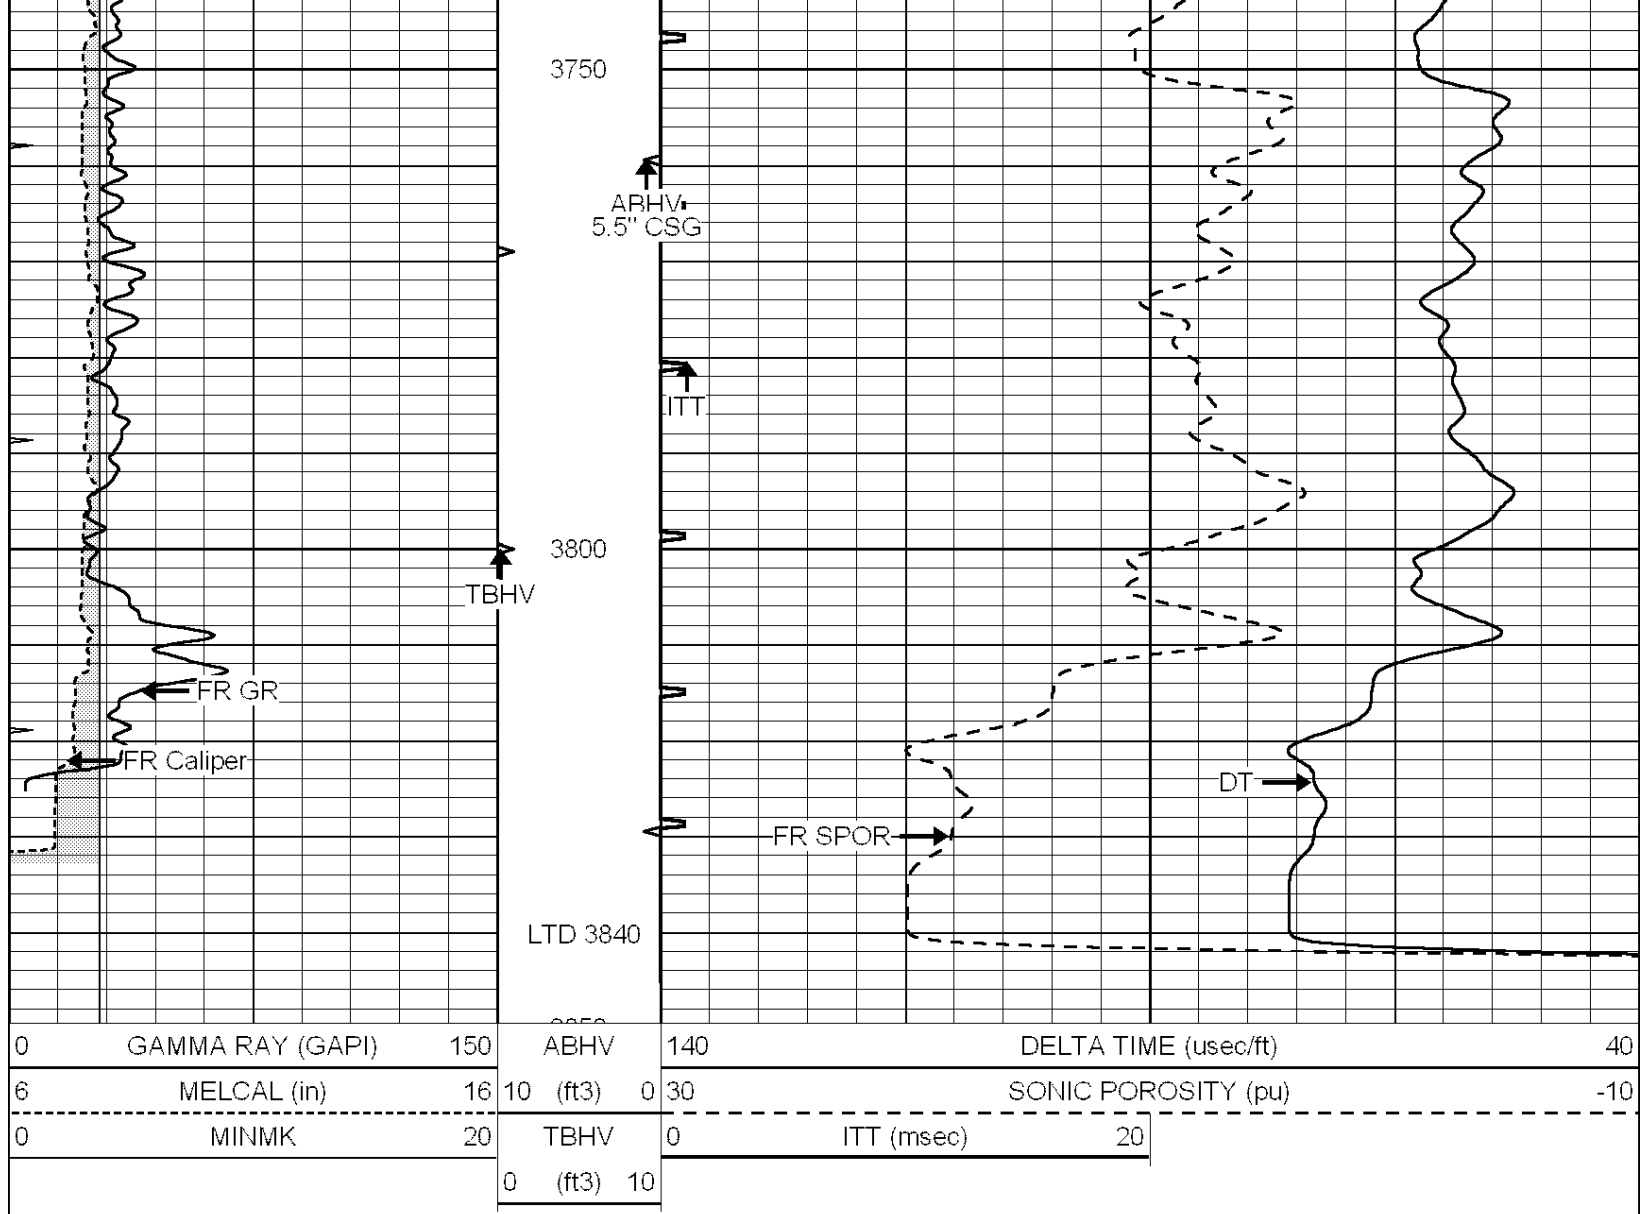 3750
ABHV
5.5" CSG
ITT
3800
TBHV
FR GR
FR Caliper
DT
FR SPOR
LTD 3840
0 GAMMA RAY (GAPI) 150 ABHV 140 DELTA TIME (usec/ft) 40
6 MELCAL (in) 16 10 (ft3) 0 30 SONIC POROSITY (pu) -10
0 MINMK 20 TBHV 0 ITT (msec) 20
0 (ft3) 10